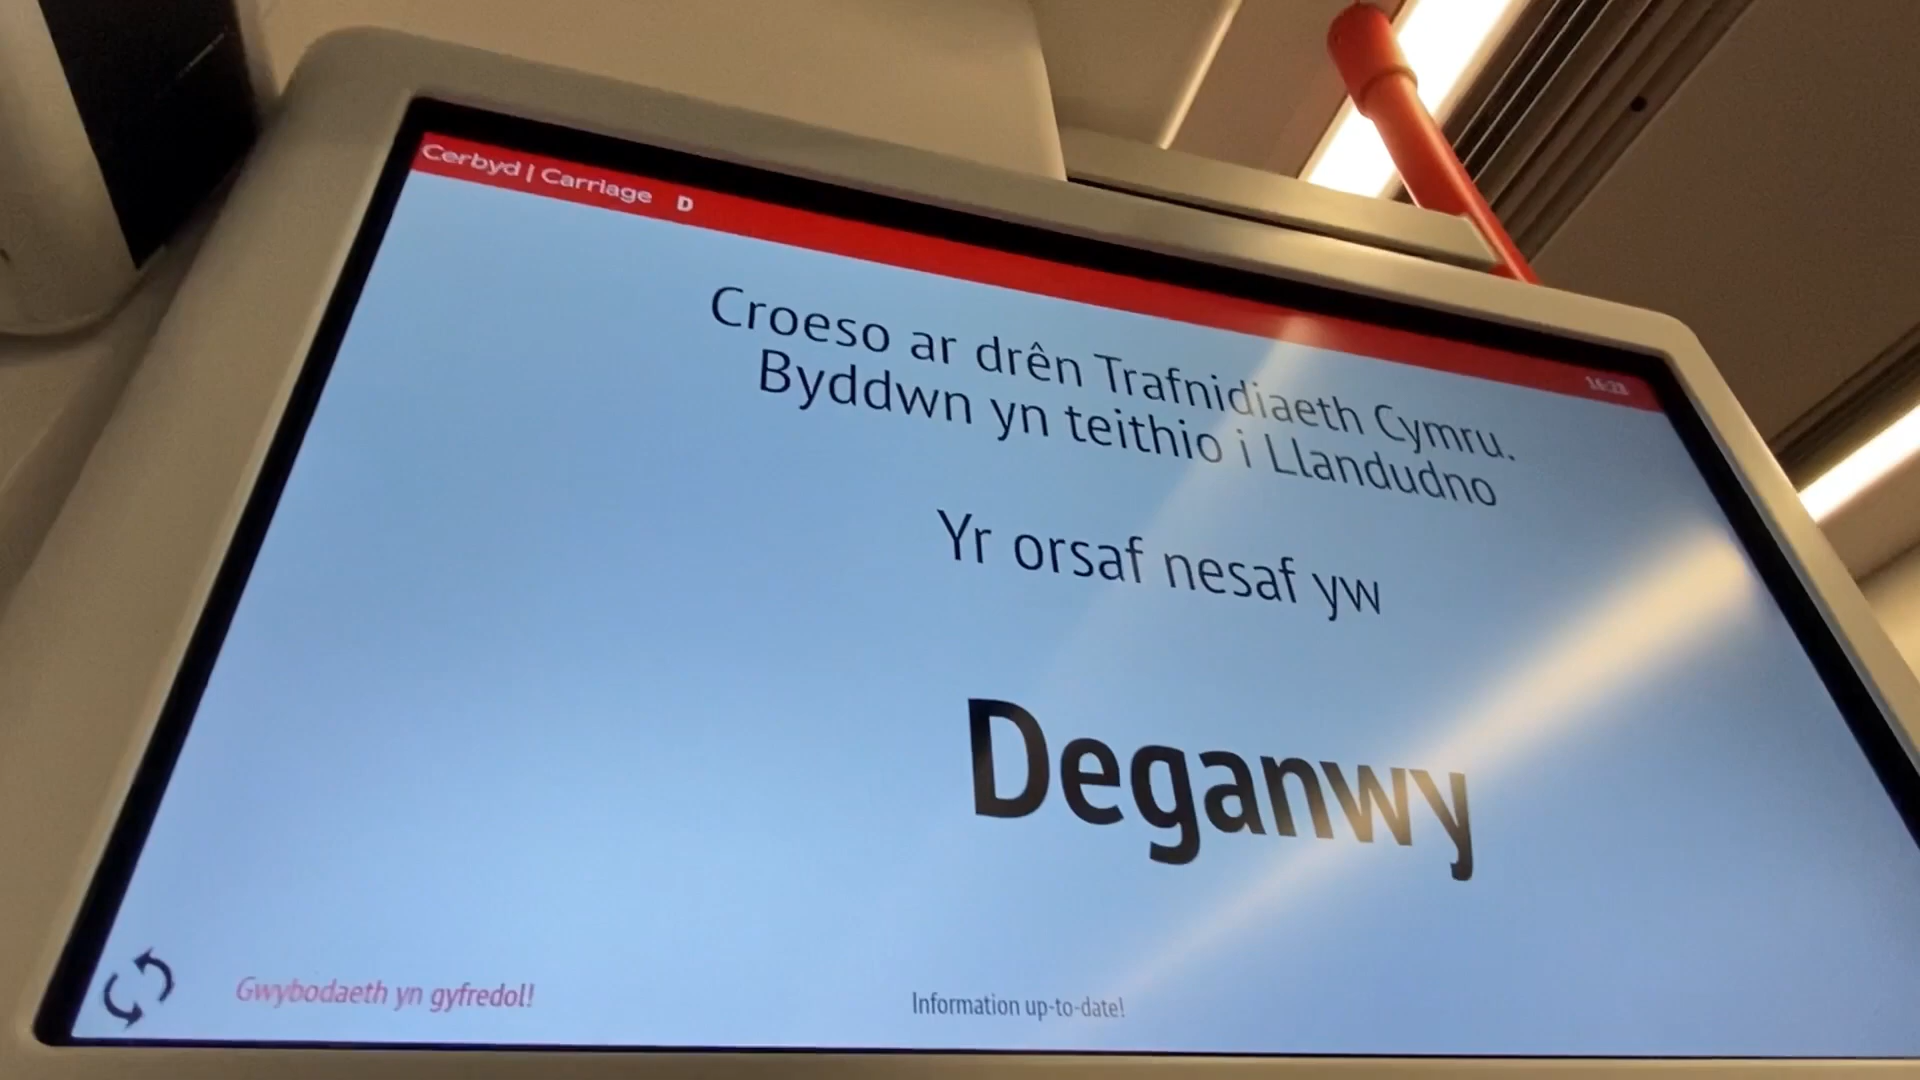 Cerbyd | Carriage D
Croeso ar drên Trafnidiaeth Cymru.
Byddwn yn teithio i Llandudno
Yr orsaf nesaf yw
Deganwy
Gwybodaeth yn gyfredol!
Information up-to-date!